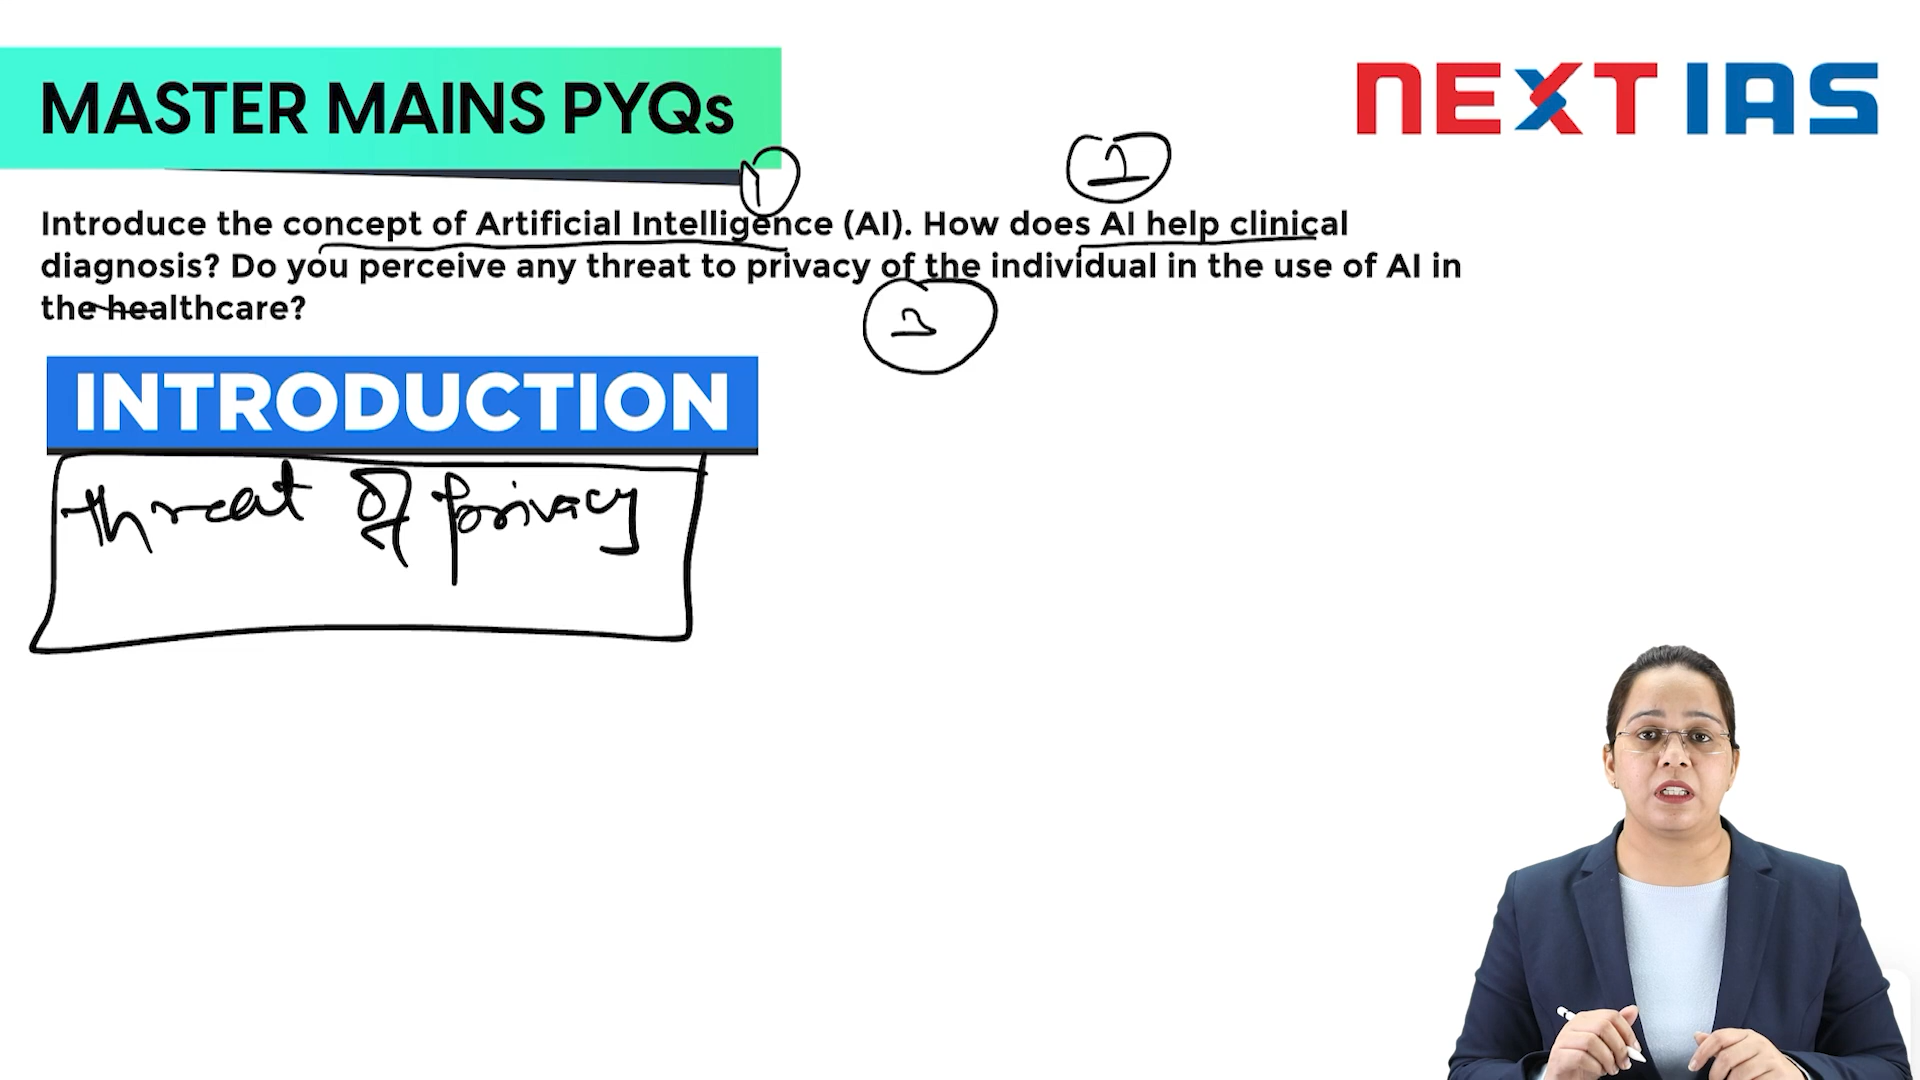 MASTER MAINS PYQs
NEXT IAS
1
2
Introduce the concept of Artificial Intelligence (AI). How does AI help clinical
diagnosis? Do you perceive any threat to privacy of the individual in the use of AI in
the healthcare?
2
INTRODUCTION
threat of privacy